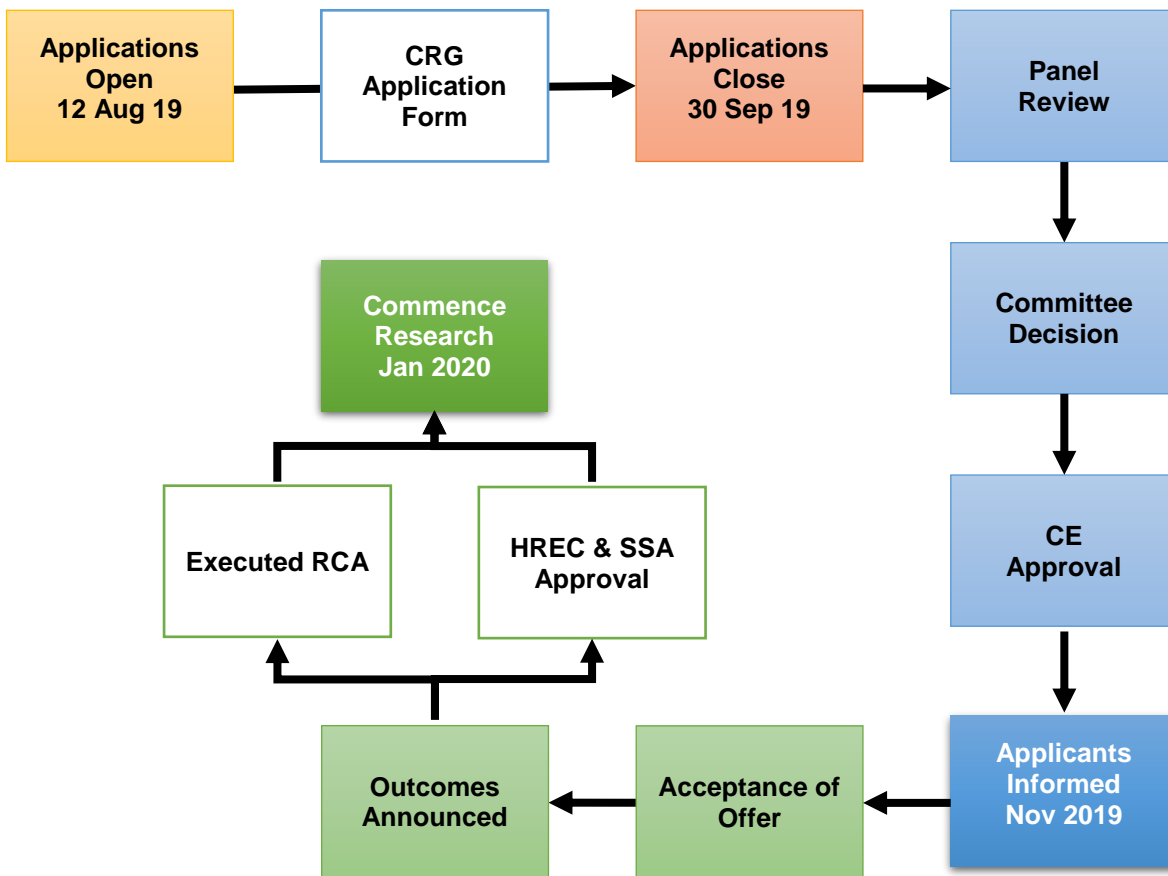 Applications
Open
12 Aug 19
CRG
Application
Form
Applications
Close
30 Sep 19
Panel
Review
Committee
Decision
CE
Approval
Applicants
Informed
Nov 2019
Acceptance of
Offer
Outcomes
Announced
Executed RCA
HREC & SSA
Approval
Commence
Research
Jan 2020